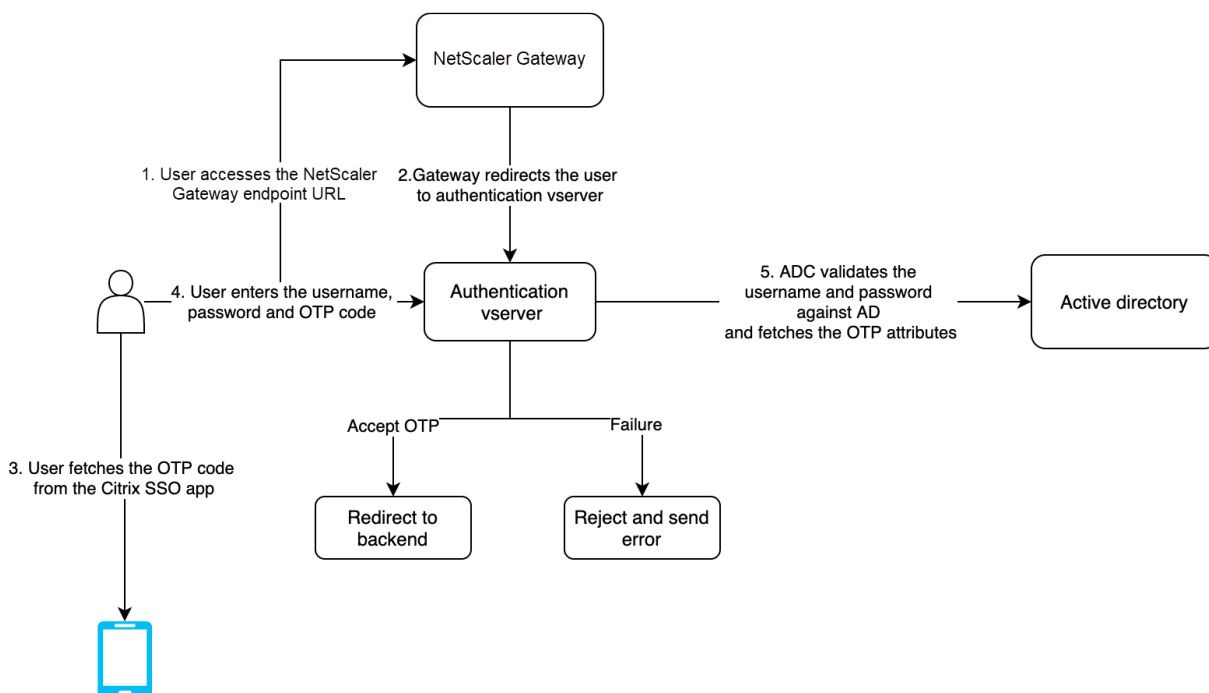 NetScaler Gateway
1. User accesses the NetScaler
Gateway endpoint URL
2.Gateway redirects the user
to authentication vserver
4. User enters the username,
password and OTP code
Authentication
vserver
5. ADC validates the
username and password
against AD
and fetches the OTP attributes
Active directory
Accept OTP
Failure
3. User fetches the OTP code
from the Citrix SSO app
Redirect to
backend
Reject and send
error